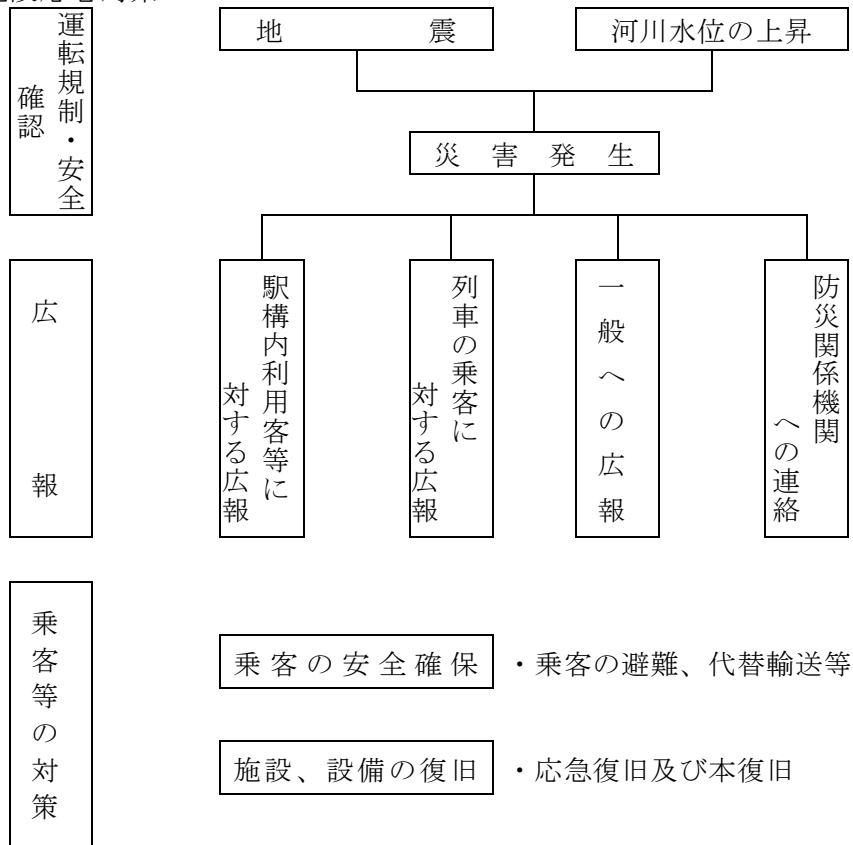 運転規制・安全
確認
地震
河川水位の上昇
災害発生
広報
駅構内利用客等に
対する広報
列車の乗客に
対する広報
一般への広報
防災関係機関
への連絡
乗客等の対策
乗客の安全確保
・乗客の避難、代替輸送等
施設、設備の復旧
・応急復旧及び本復旧